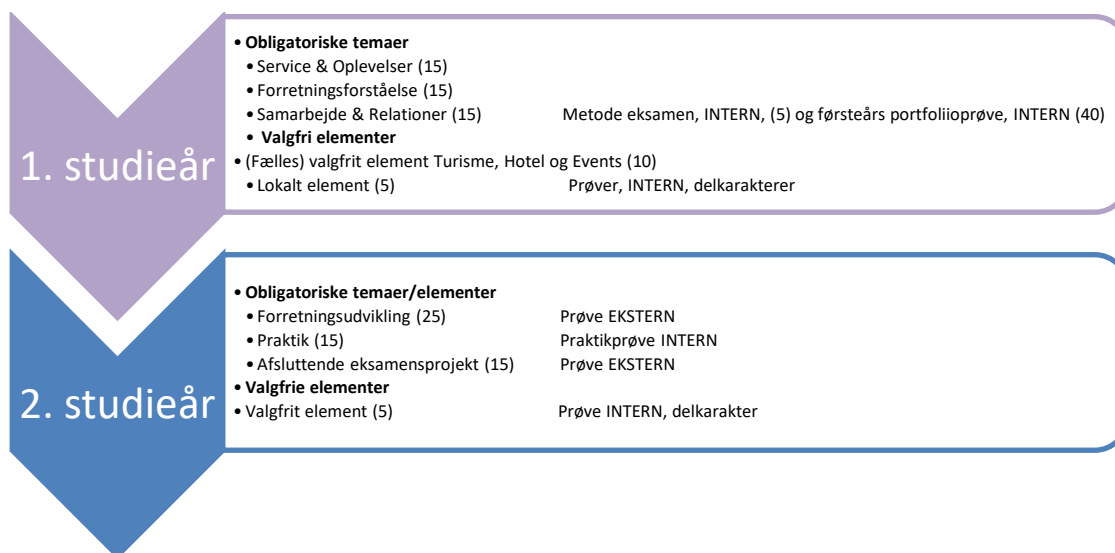 1. studieår
• Obligatoriske temaer
• Service & Oplevelser (15)
• Forretningsforståelse (15)
• Samarbejde & Relationer (15) Metode eksamen, INTERN, (5) og førsteårs portfoliioprøve, INTERN (40)
• Valgfri elementer
• (Fælles) valgfrit element Turisme, Hotel og Events (10)
• Lokalt element (5) Prøver, INTERN, delkarakterer
2. studieår
• Obligatoriske temaer/elementer
• Forretningsudvikling (25) Prøve EKSTERN
• Praktik (15) Praktikprøve INTERN
• Afsluttende eksamensprojekt (15) Prøve EKSTERN
• Valgfrie elementer
• Valgfrit element (5) Prøve INTERN, delkarakter